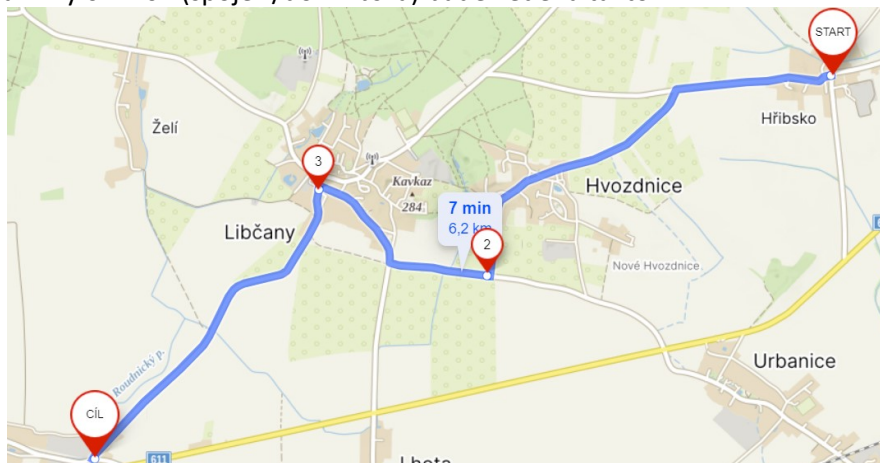 START
Hřibsko
Želí
3
Kavkaz
284
Hvozdnice
7 min
6,2 km
2
Libčany
Nové Hvozdnice
Urbanice
Roudnický p.
CÍL
611